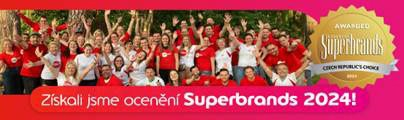 AWARDED
Superbrands
CZECH REPUBLIC'S CHOICE
2024
Získali jsme ocenění Superbrands 2024!